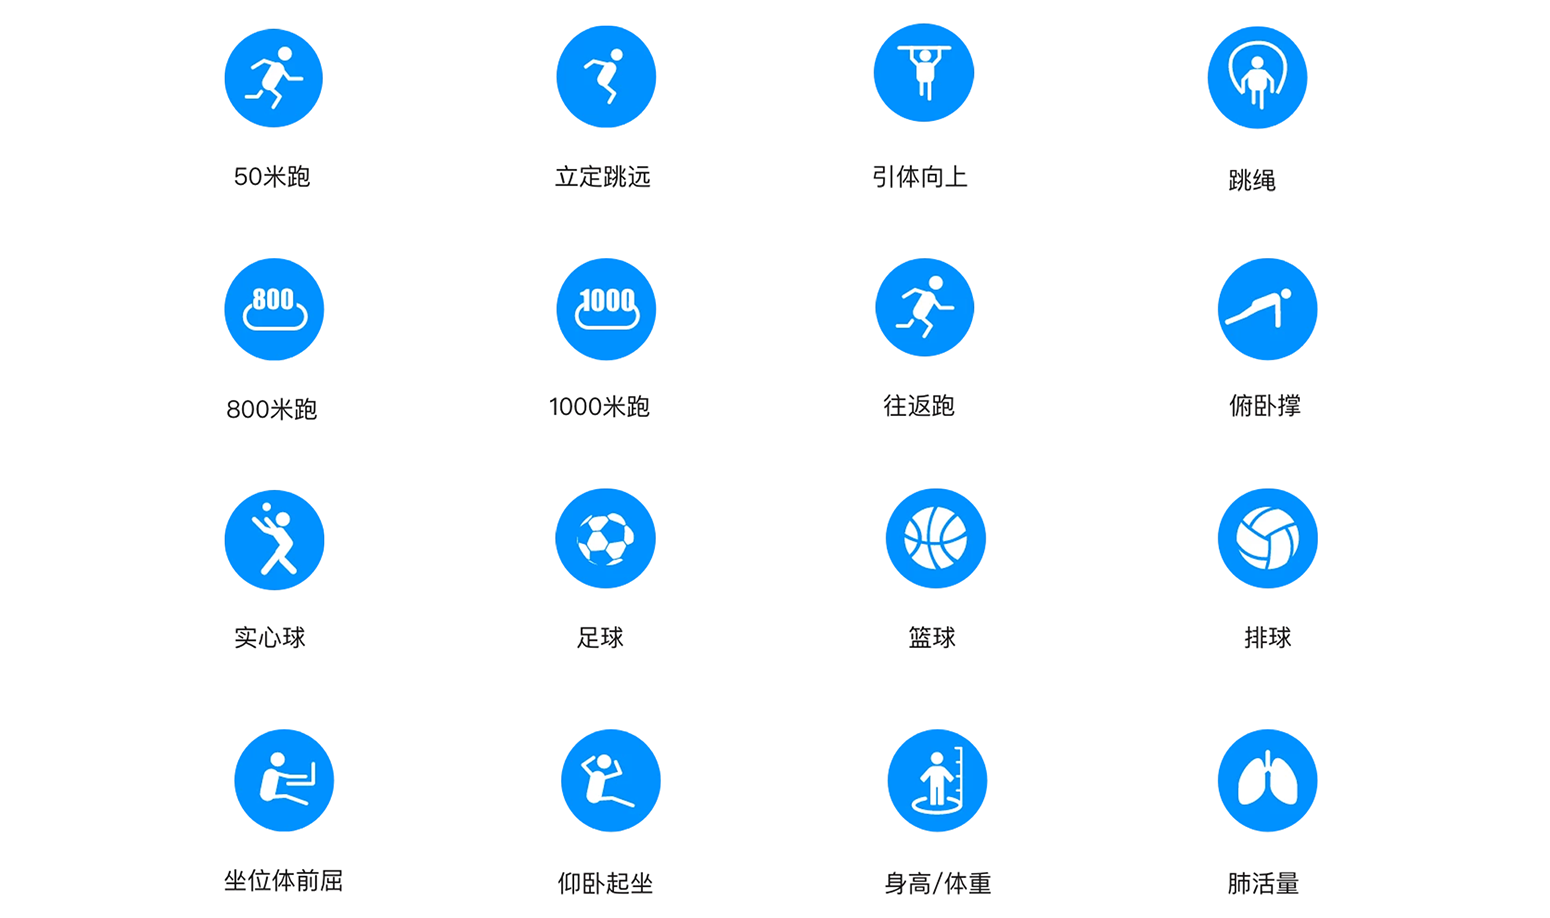 50米跑
立定跳远
引体向上
跳绳
800
1000
800米跑
1000米跑
往返跑
俯卧撑
实心球
足球
篮球
排球
坐位体前屈
仰卧起坐
身高/体重
肺活量